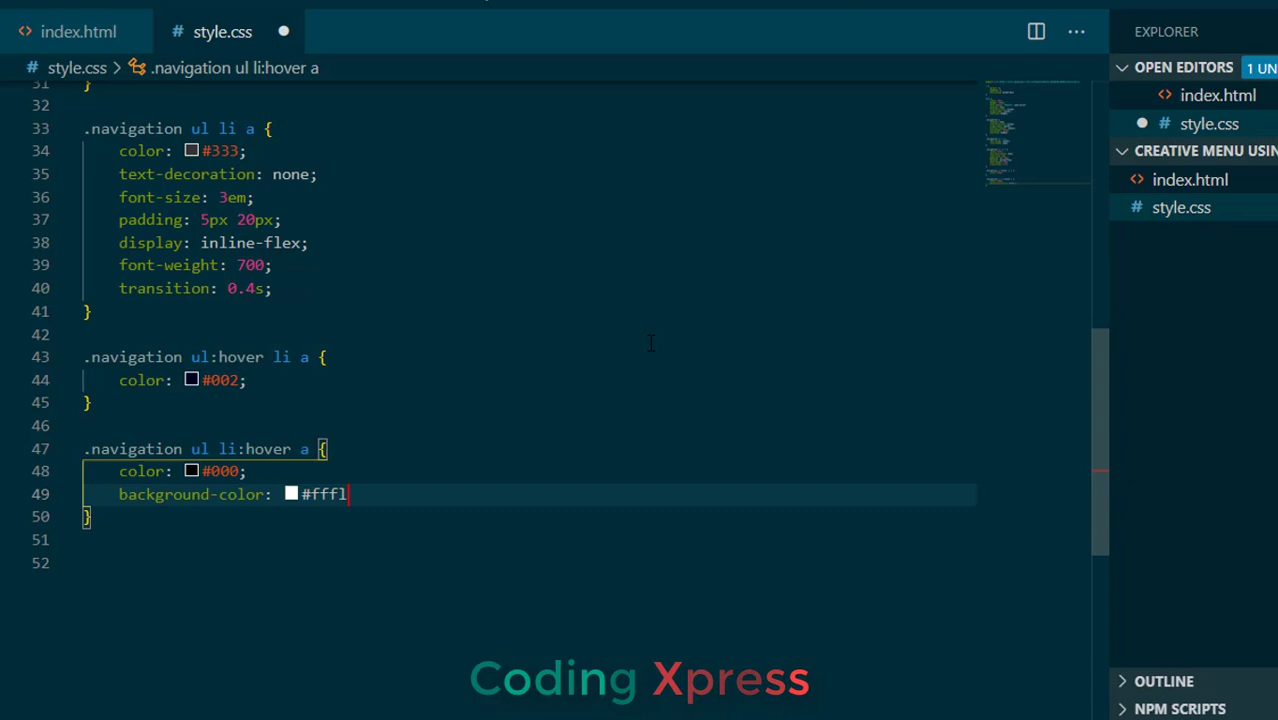 index.html
style.css
EXPLORER
style.css > .navigation ul li:hover a
OPEN EDITORS
1 UN
index.html
style.css
CREATIVE MENU USIN
index.html
style.css
31 }
32
33 .navigation ul li a {
34 color: #333;
35 text-decoration: none;
36 font-size: 3em;
37 padding: 5px 20px;
38 display: inline-flex;
39 font-weight: 700;
40 transition: 0.4s;
41 }
42
43 .navigation ul:hover li a {
44 color: #002;
45 }
46
47 .navigation ul li:hover a {
48 color: #000;
49 background-color: #fffl
50 }
51
52
Coding Xpress
OUTLINE
NPM SCRIPTS